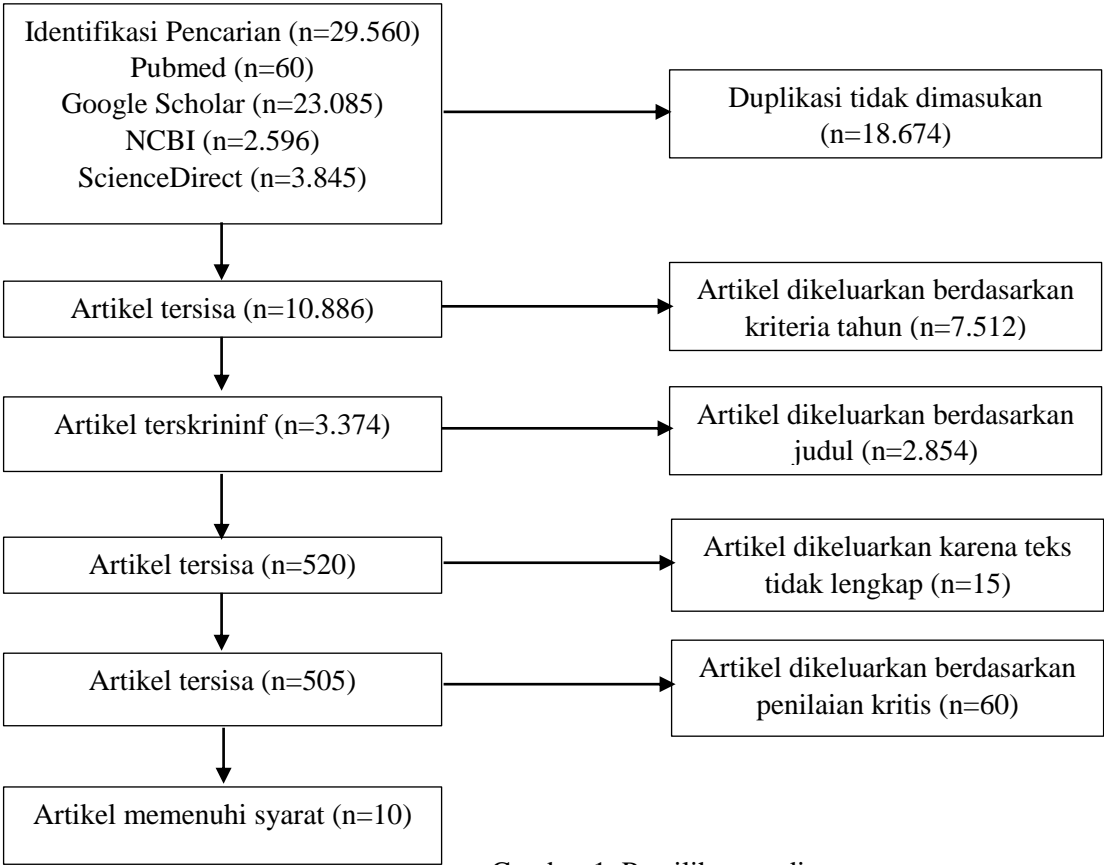 Identifikasi Pencarian (n=29.560)
Pubmed (n=60)
Google Scholar (n=23.085)
NCBI (n=2.596)
ScienceDirect (n=3.845)
Duplikasi tidak dimasukan
(n=18.674)
Artikel tersisa (n=10.886)
Artikel dikeluarkan berdasarkan
kriteria tahun (n=7.512)
Artikel terskrininf (n=3.374)
Artikel dikeluarkan berdasarkan
judul (n=2.854)
Artikel tersisa (n=520)
Artikel dikeluarkan karena teks
tidak lengkap (n=15)
Artikel tersisa (n=505)
Artikel dikeluarkan berdasarkan
penilaian kritis (n=60)
Artikel memenuhi syarat (n=10)